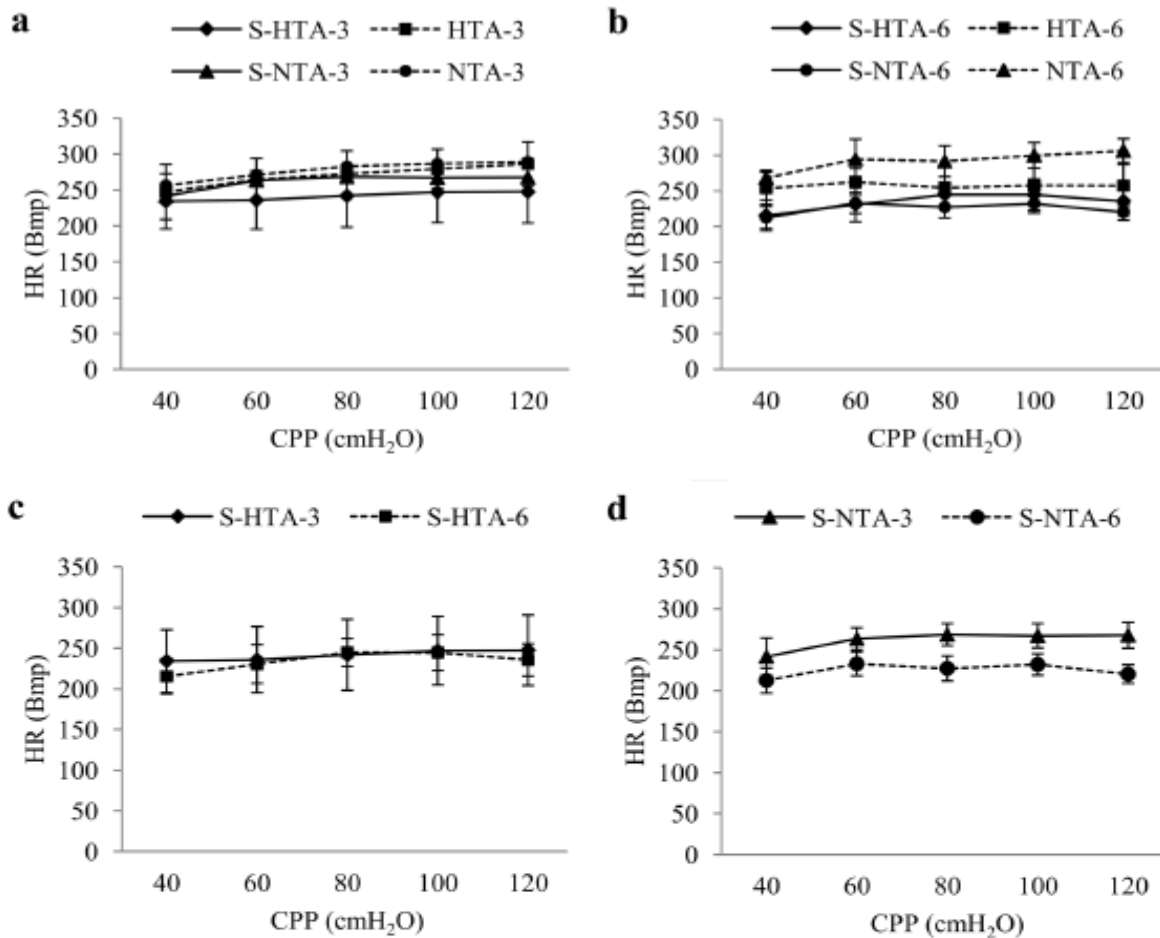 a
S-HTA-3 HTA-3
S-NTA-3 NTA-3
350
300
250
200
150
100
50
0
HR (Bmp)
40 60 80 100 120
CPP (cmH₂O)
b
S-HTA-6 HTA-6
S-NTA-6 NTA-6
350
300
250
200
150
100
50
0
HR (Bmp)
40 60 80 100 120
CPP (cmH₂O)
c
S-HTA-3 S-HTA-6
350
300
250
200
150
100
50
0
HR (Bmp)
40 60 80 100 120
CPP (cmH₂O)
d
S-NTA-3 S-NTA-6
350
300
250
200
150
100
50
0
HR (Bmp)
40 60 80 100 120
CPP (cmH₂O)